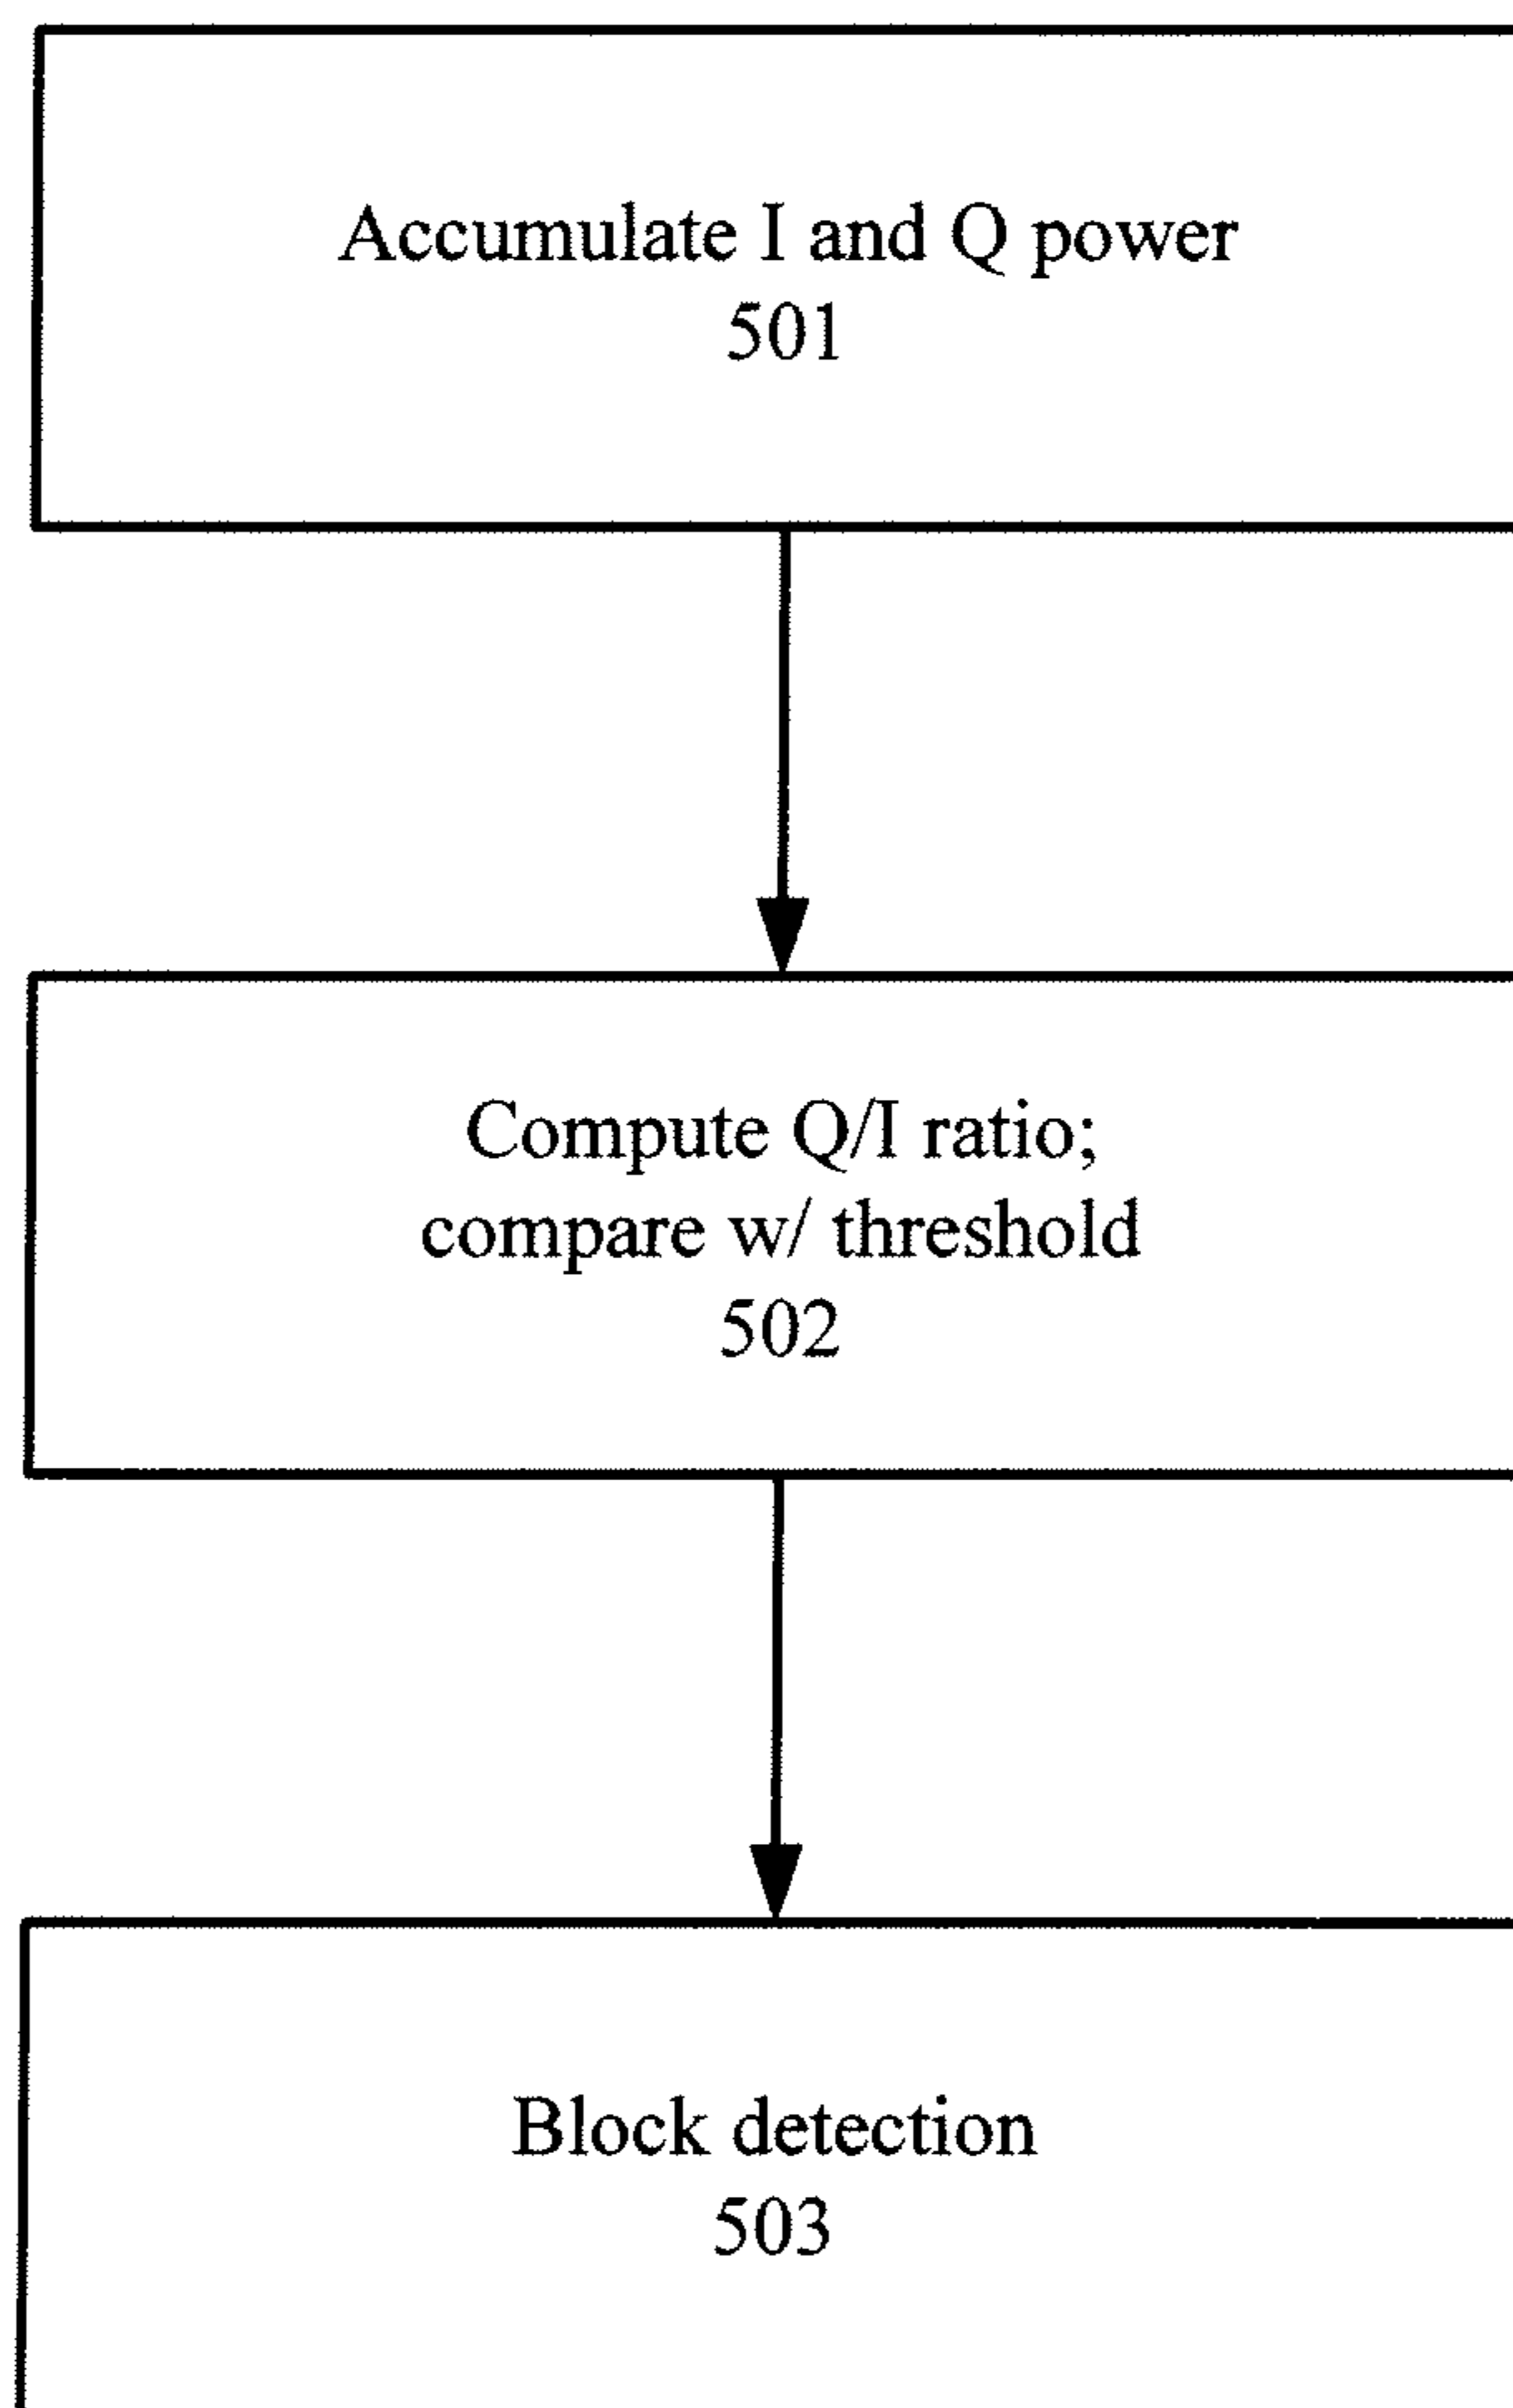 Accumulate I and Q power
501
Compute Q/I ratio;
compare w/ threshold
502
Block detection
503